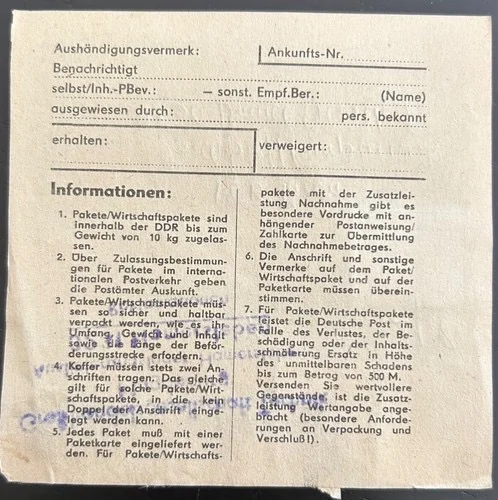 Aushändigungsvermerk:
Ankunfts-Nr.
Benachrichtigt
selbst/Inh.-PBev.: — sonst. Empf.Ber.: (Name)
ausgewiesen durch: pers. bekannt
erhalten:
verweigert:
Informationen:
1. Pakete/Wirtschaftspakete sind
innerhalb der DDR bis zum
Gewicht von 10 kg zugelas-
sen.
2. Über Zulassungsbestimmun-
gen für Pakete im interna-
tionalen Postverkehr geben
die Postämter Auskunft.
3. Pakete/Wirtschaftspakete müs-
sen so sicher und haltbar
verpackt werden, wie es ihr
Umfang, Gewicht und Inhalt
sowie die Länge der Beför-
derungsstrecke erfordern.
4. Koffer müssen stets zwei An-
schriften tragen. Das gleiche
gilt für solche Pakete/Wirt-
schaftspakete, in die kein
Doppel der Anschrift einge-
legt werden kann.
5. Jedes Paket muß mit einer
Paketkarte eingeliefert wer-
den. Für Pakete/Wirtschafts-
pakete mit der Zusatzlei-
stung Nachnahme gibt es
besondere Vordrucke mit an-
hängender Postanweisung/
Zahlkarte zur Übermittlung
des Nachnahmebetrages.
6. Die Anschrift und sonstige
Vermerke auf dem Paket/
Wirtschaftspaket und auf der
Paketkarte müssen überein-
stimmen.
7. Für Pakete/Wirtschaftspakete
leistet die Deutsche Post im
Falle des Verlustes, der Be-
schädigung oder der Inhalts-
schmälerung Ersatz in Höhe
des unmittelbaren Schadens
bis zum Betrag von 500 M.
Versenden Sie wertvollere
Gegenstände, ist die Zusatz-
leistung Wertangabe ange-
bracht (besondere Anforde-
rungen an Verpackung und
Verschluß!).